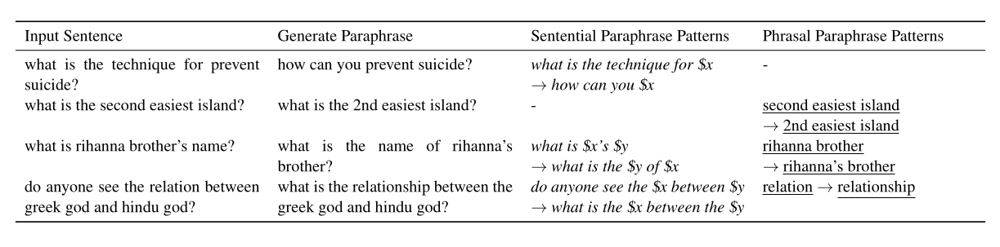 Input Sentence Generate Paraphrase Sentential Paraphrase Patterns Phrasal Paraphrase Patterns
what is the technique for prevent how can you prevent suicide? what is the technique for $x -
suicide? → how can you $x
what is the second easiest island? what is the 2nd easiest island? - second easiest island
→ 2nd easiest island
what is rihanna brother's name? what is the name of rihanna's what is $x's $y rihanna brother
brother? → what is the $y of $x → rihanna's brother
do anyone see the relation between what is the relationship between the do anyone see the $x between $y relation → relationship
greek god and hindu god? greek god and hindu god? → what is the $x between the $y